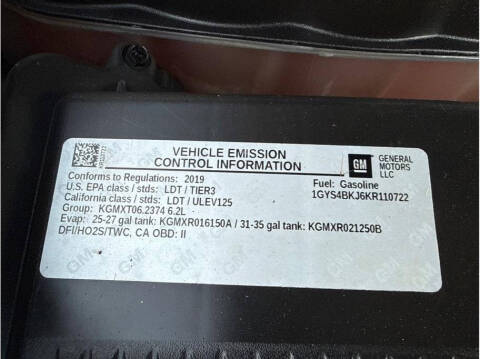 VEHICLE EMISSION
CONTROL INFORMATION
GM
GENERAL
MOTORS
LLC
Conforms to Regulations: 2019
Fuel: Gasoline
U.S. EPA class / stds: LDT / TIER3
1GYS4BKJ6KR110722
California class / stds: LDT / ULEV125
Group: KGMXT06.2374 6.2L
Evap: 25-27 gal tank: KGMXR016150A / 31-35 gal tank: KGMXR021250B
DFI/HO2S/TWC, CA OBD: II